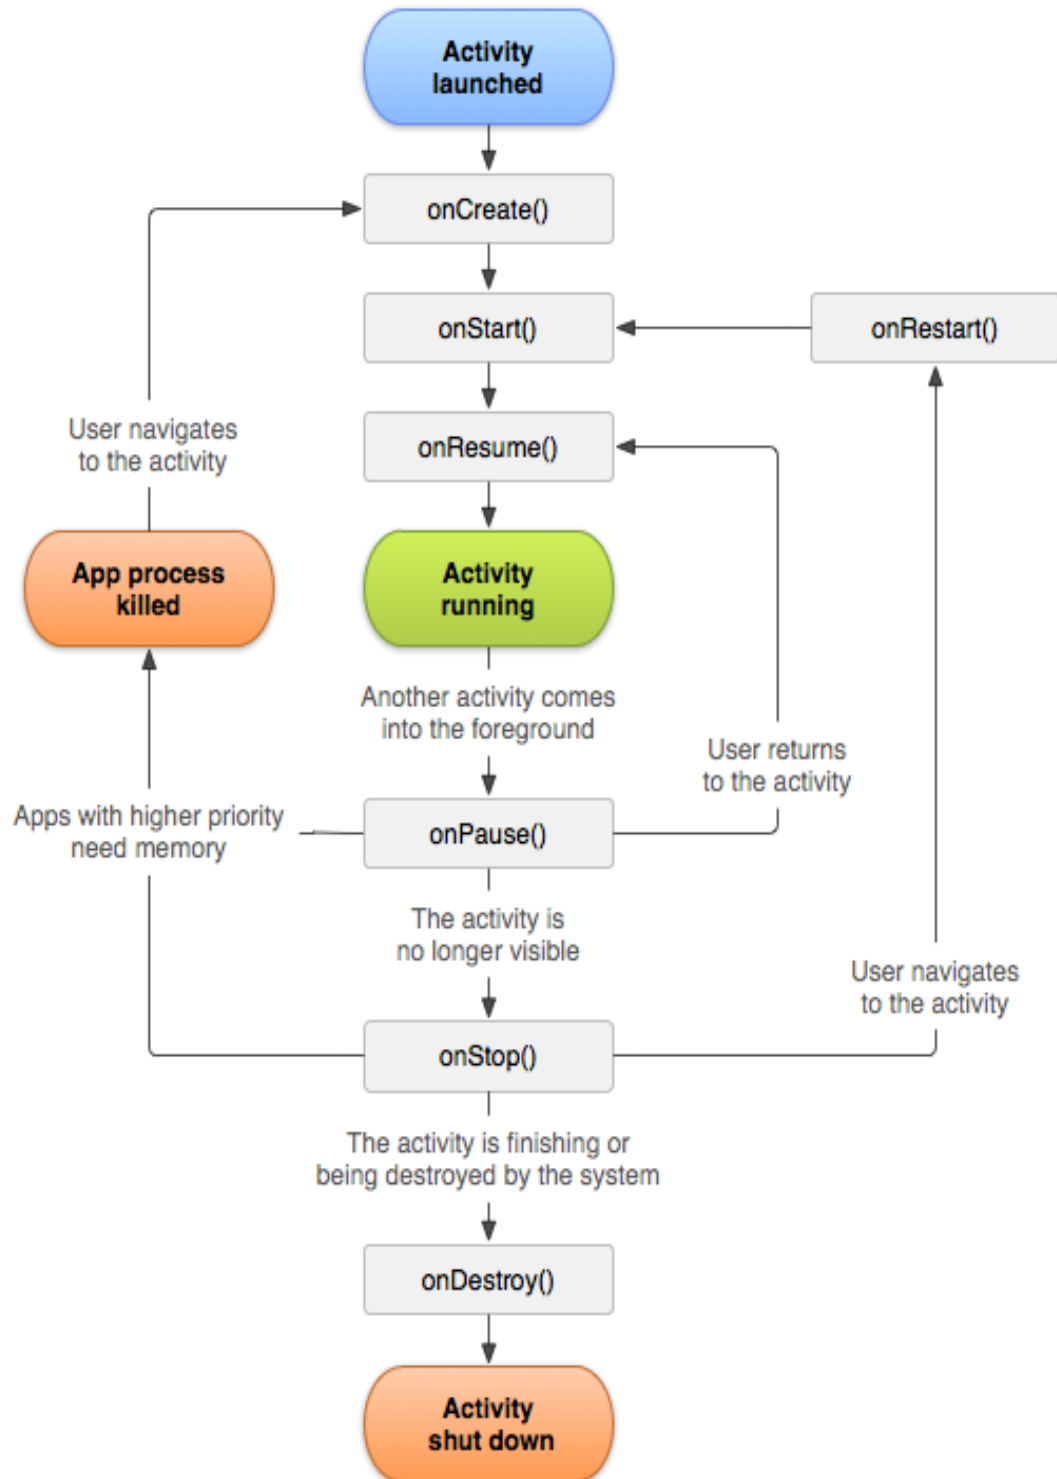 Activity
launched
onCreate()
onStart()
onRestart()
onResume()
User navigates
to the activity
App process
killed
Activity
running
Another activity comes
into the foreground
User returns
to the activity
Apps with higher priority
need memory
onPause()
The activity is
no longer visible
User navigates
to the activity
onStop()
The activity is finishing or
being destroyed by the system
onDestroy()
Activity
shut down